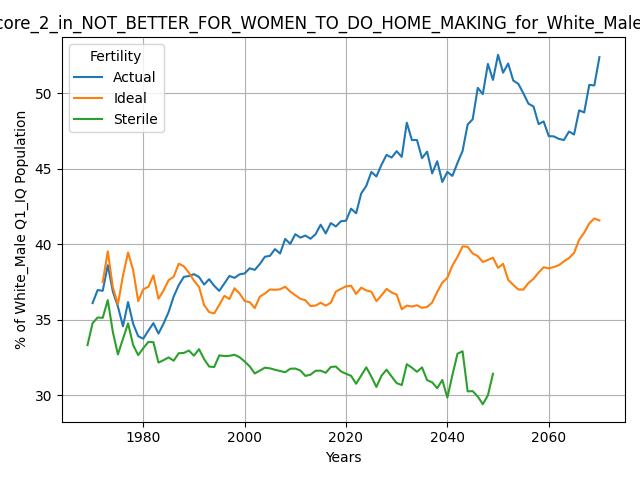 core_2_in_NOT_BETTER_FOR_WOMEN_TO_DO_HOME_MAKING_for_White_Male
Fertility
Actual
Ideal
Sterile
% of White_Male Q1_IQ Population
50
45
40
35
30
1980
2000
2020
2040
2060
Years